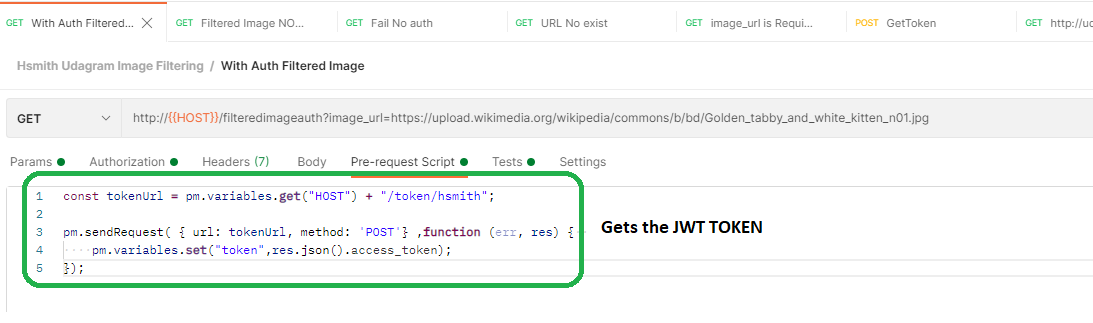 GET With Auth Filtered... GET Filtered Image NO... GET Fail No auth GET URL No exist GET image_url is Requi... POST GetToken GET http://ud
Hsmith Udagram Image Filtering / With Auth Filtered Image
GET http://{{HOST}}/filteredimageauth?image_url=https://upload.wikimedia.org/wikipedia/commons/b/bd/Golden_tabby_and_white_kitten_n01.jpg
Params Authorization Headers (7) Body Pre-request Script Tests Settings
1 const tokenUrl = pm.variables.get("HOST") + "/token/hsmith";
2
3 pm.sendRequest( { url: tokenUrl, method: 'POST'} ,function (err, res) {
Gets the JWT TOKEN
4 pm.variables.set("token",res.json().access_token);
5 });